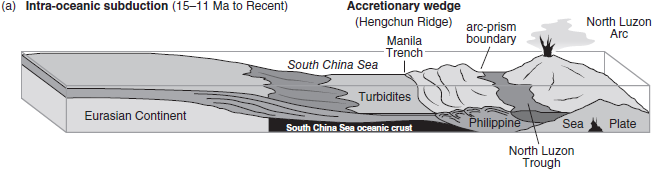 (a) Intra-oceanic subduction (15–11 Ma to Recent)
Accretionary wedge
(Hengchun Ridge)
Manila
Trench
arc-prism
boundary
North Luzon
Arc
South China Sea
Turbidites
Eurasian Continent
South China Sea oceanic crust
Philippine Sea Plate
North Luzon
Trough